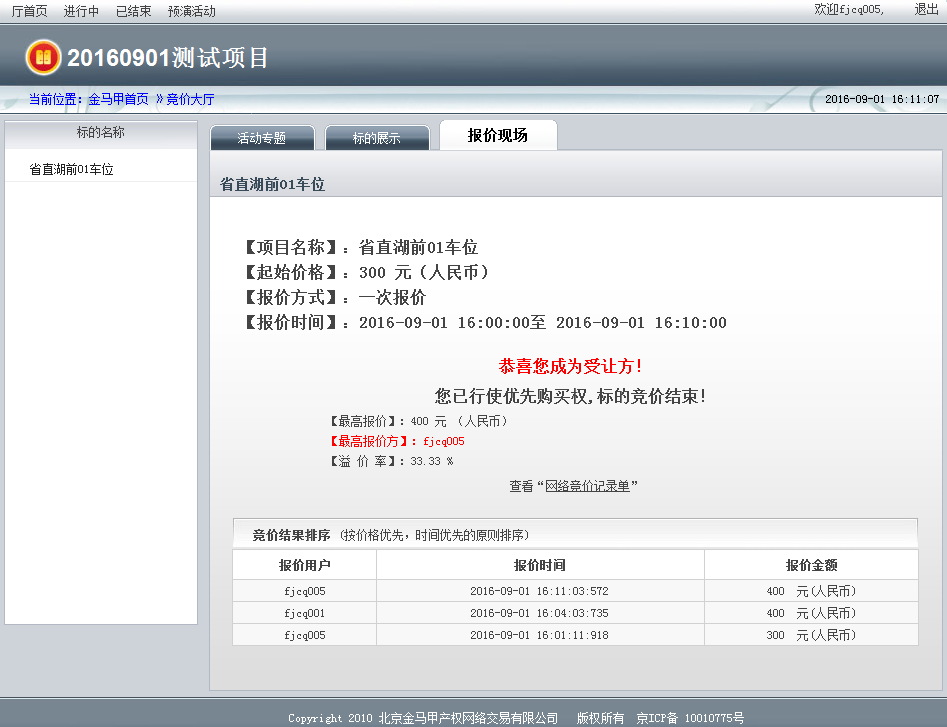 厅首页 进行中 已结束 预演活动 欢迎fjcq005, 退出
20160901测试项目
当前位置：金马甲首页 》竞价大厅 2016-09-01 16:11:07
标的名称
省直湖前01车位
活动专题 标的展示 报价现场
省直湖前01车位
【项目名称】：省直湖前01车位
【起始价格】：300 元（人民币）
【报价方式】：一次报价
【报价时间】：2016-09-01 16:00:00至 2016-09-01 16:10:00
恭喜您成为受让方!
您已行使优先购买权,标的竞价结束!
【最高报价】：400 元 （人民币）
【最高报价方】：fjcq005
【溢 价 率】：33.33 %
查看“网络竞价记录单”
竞价结果排序 （按价格优先，时间优先的原则排序）
报价用户 报价时间 报价金额
fjcq005 2016-09-01 16:11:03:572 400 元(人民币)
fjcq001 2016-09-01 16:04:03:735 400 元(人民币)
fjcq005 2016-09-01 16:01:11:918 300 元(人民币)
Copyright 2010 北京金马甲产权网络交易有限公司 版权所有 京ICP备 10010775号